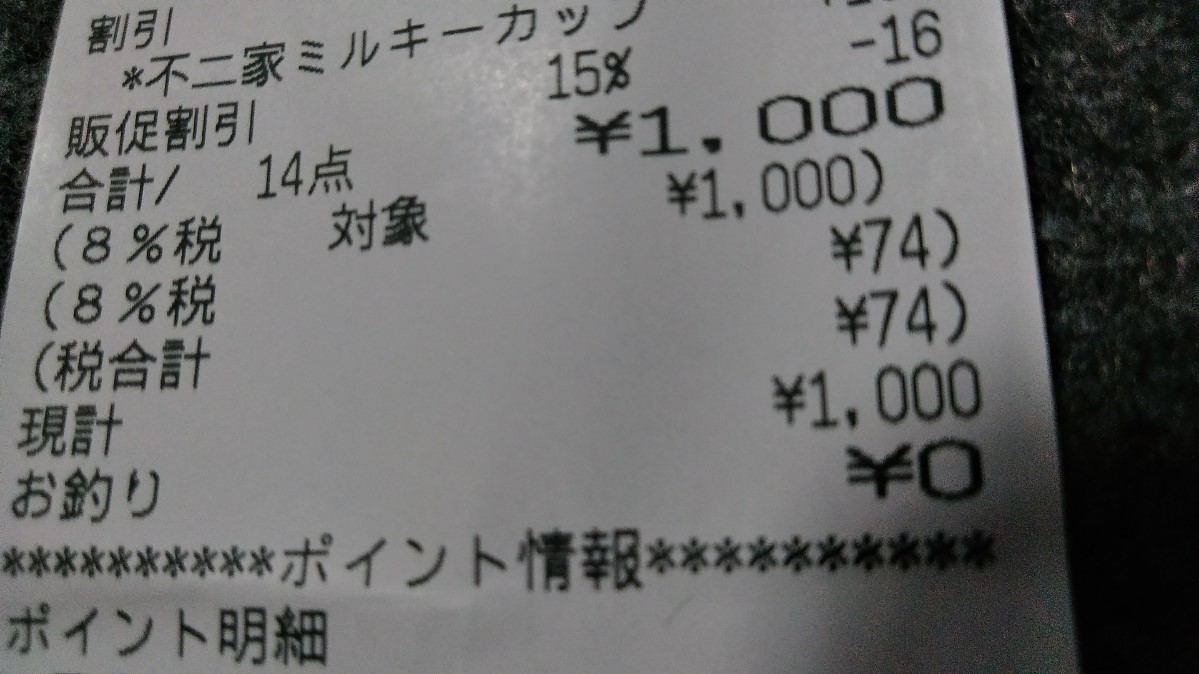 割引
*不二家ミルキーカップ
販促割引 15% -16
合計/ 14点 ¥1,000
(8%税 対象 ¥1,000)
(8%税 ¥74)
(税合計 ¥74)
現計 ¥1,000
お釣り ¥0
**********ポイント情報**********
ポイント明細